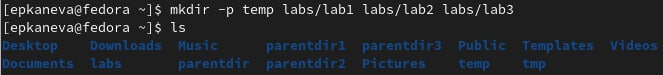 [epkaneva@fedora ~]$ mkdir -p temp labs/lab1 labs/lab2 labs/lab3
[epkaneva@fedora ~]$ ls
Desktop    Downloads  Music      parentdir1  parentdir3  Public  Templates  Videos
Documents  labs       parentdir  parentdir2  Pictures    temp    tmp